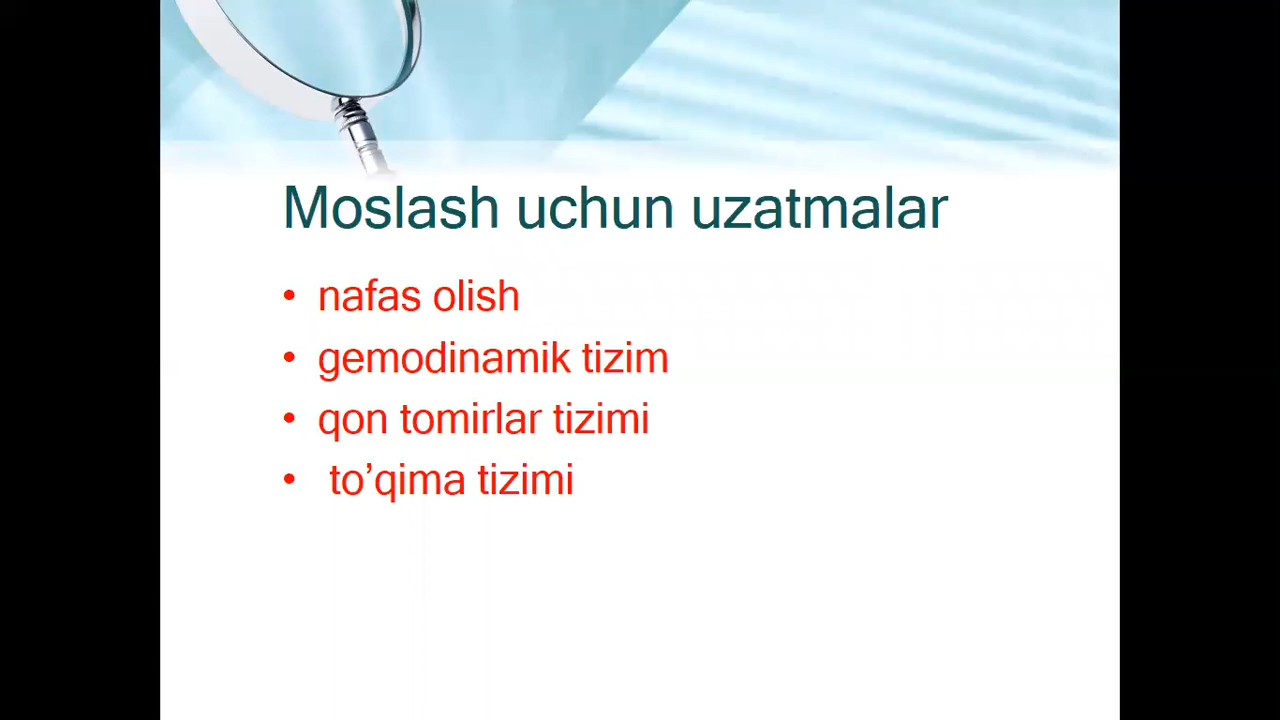 Moslash uchun uzatmalar
• nafas olish
• gemodinamik tizim
• qon tomirlar tizimi
• to’qima tizimi